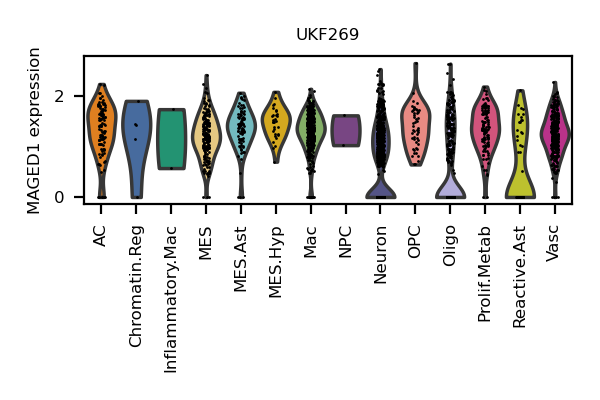 UKF269
MAGED1 expression
2
0
AC
Chromatin.Reg
Inflammatory.Mac
MES
MES.Ast
MES.Hyp
Mac
NPC
Neuron
OPC
Oligo
Prolif.Metab
Reactive.Ast
Vasc